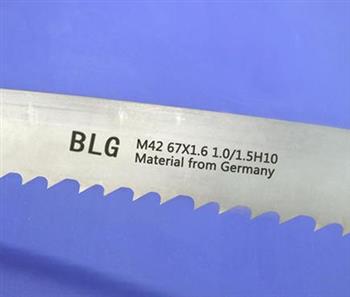 BLG
M42 67X1.6 1.0/1.5H10
Material from Germany